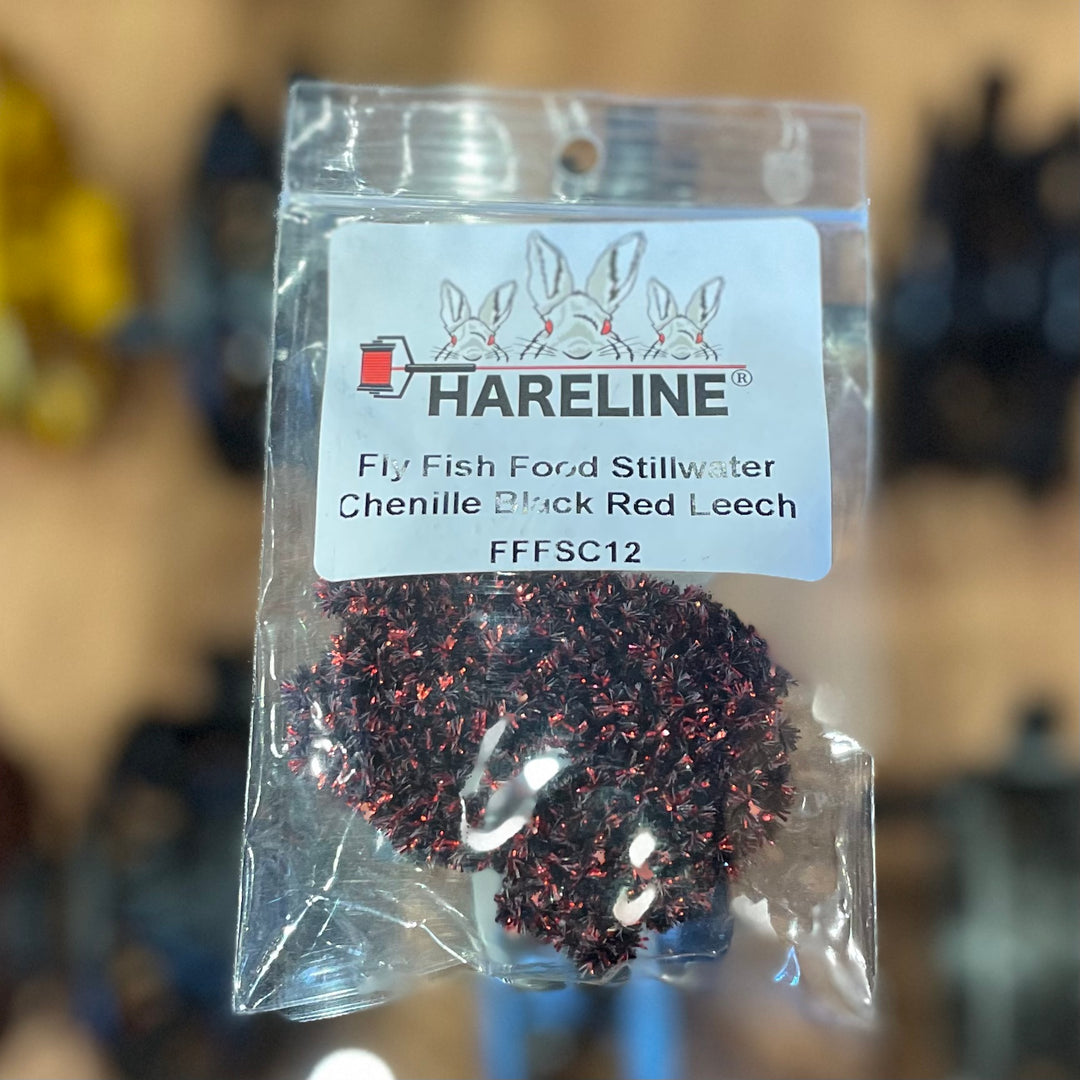 HARELINE®
Fly Fish Food Stillwater
Chenille Black Red Leech
FFFSC12